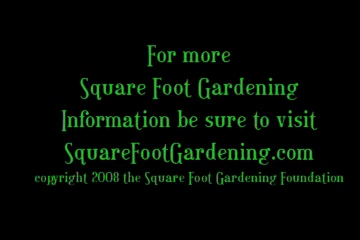 For more
Square Foot Gardening
Information be sure to visit
SquareFootGardening.com
copyright 2008 the Square Foot Gardening Foundation